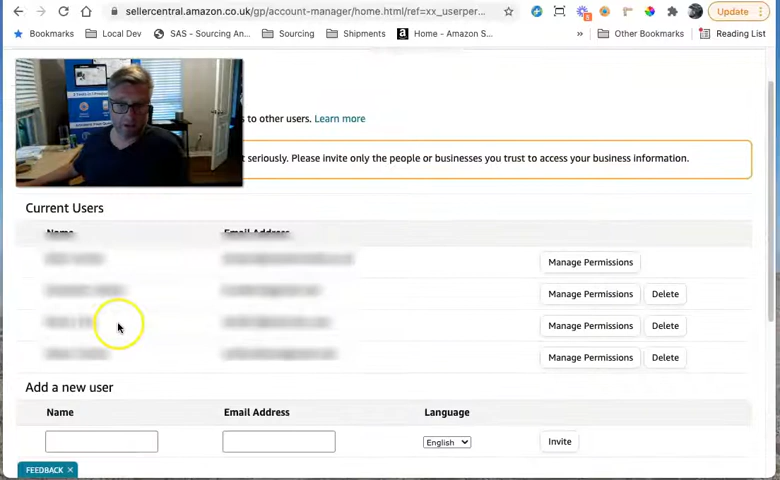 sellercentral.amazon.co.uk/gp/account-manager/home.html/ref=xx_userper...
Update
Bookmarks
Local Dev
SAS - Sourcing An...
Sourcing
Shipments
Home - Amazon S...
»
Other Bookmarks
Reading List
s to other users. Learn more
t seriously. Please invite only the people or businesses you trust to access your business information.
Current Users
Name
Email Address
Manage Permissions
Manage Permissions
Delete
Manage Permissions
Delete
Manage Permissions
Delete
Add a new user
Name
Email Address
Language
English
Invite
FEEDBACK